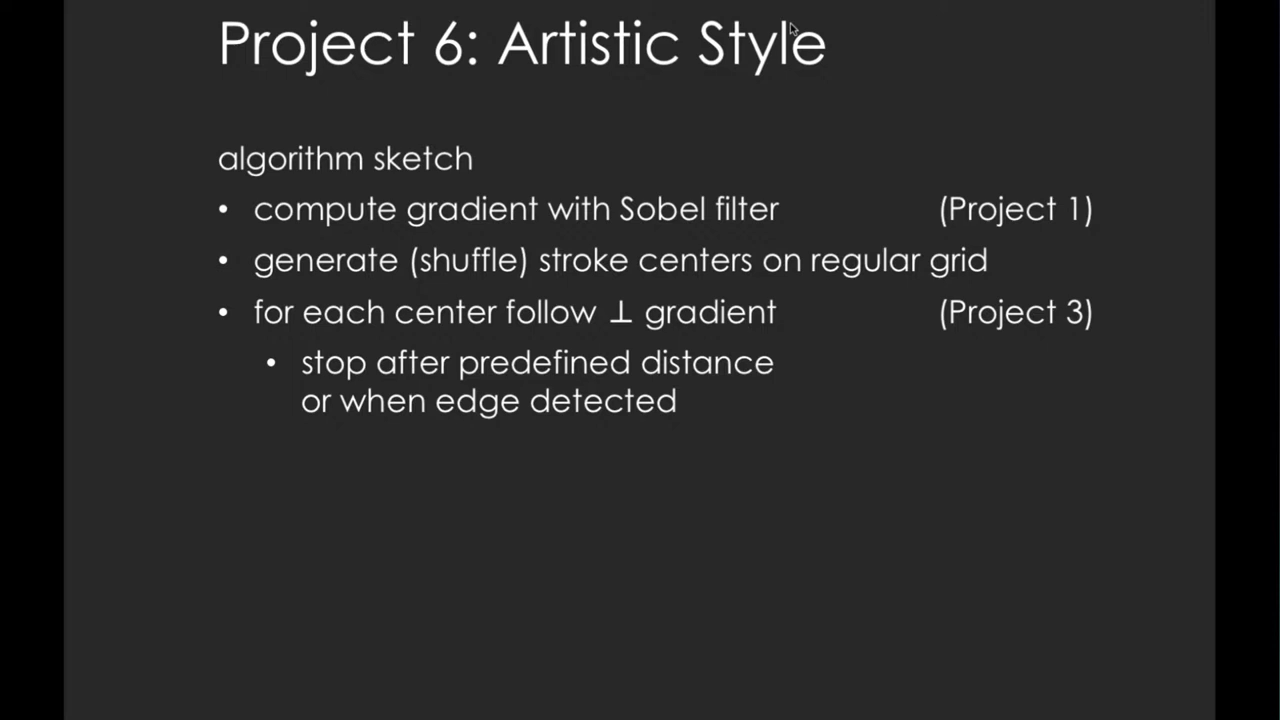 Project 6: Artistic Style
algorithm sketch
• compute gradient with Sobel filter (Project 1)
• generate (shuffle) stroke centers on regular grid
• for each center follow ⊥ gradient (Project 3)
• stop after predefined distance
or when edge detected